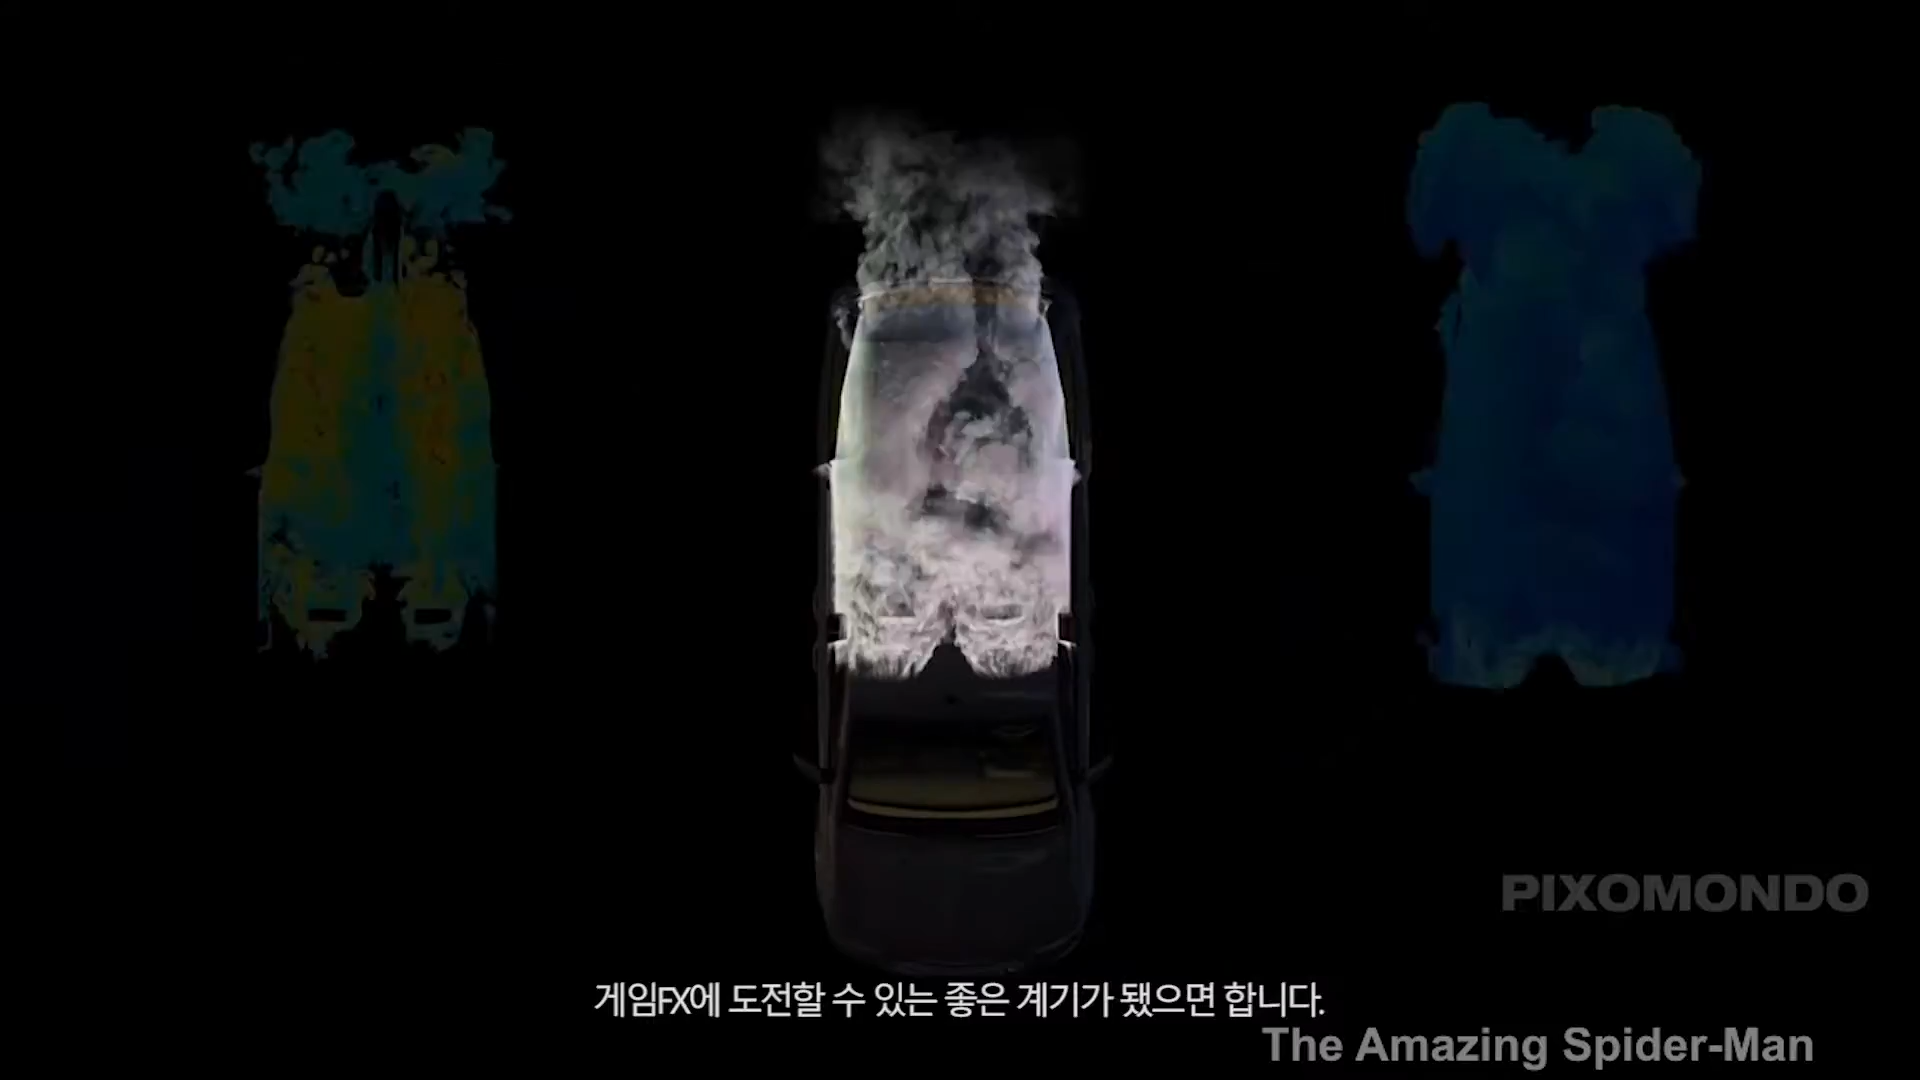 PIXOMONDO
게임FX에 도전할 수 있는 좋은 계기가 됐으면 합니다.
The Amazing Spider-Man